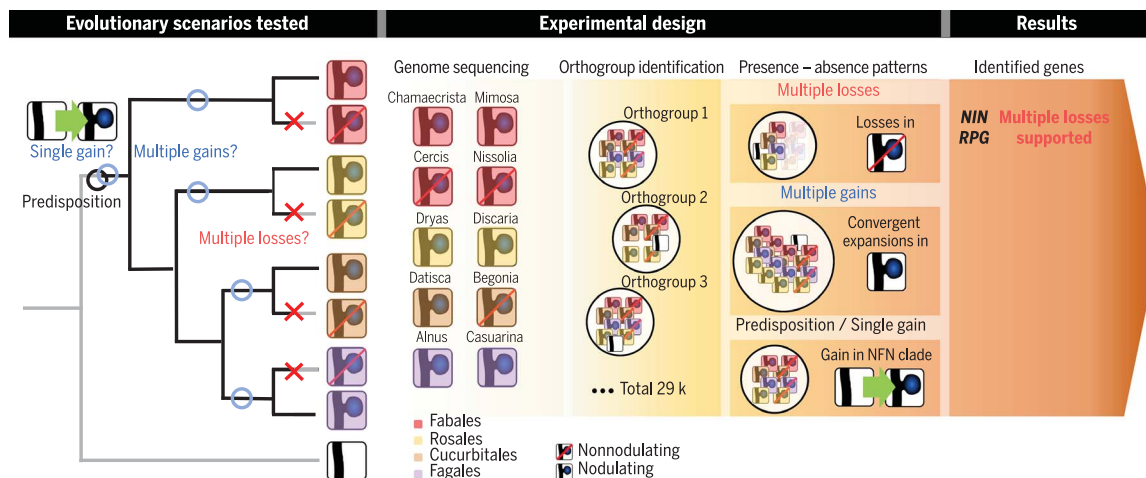 Evolutionary scenarios tested
Experimental design
Results
Single gain?
Multiple gains?
Predisposition
Multiple losses?
Genome sequencing
Chamaecrista Mimosa
Cercis Nissolia
Dryas Discaria
Datisca Begonia
Alnus Casuarina
Fabales
Rosales
Cucurbitales
Fagales
Nonnodulating
Nodulating
Orthogroup identification
Orthogroup 1
Orthogroup 2
Orthogroup 3
••• Total 29 k
Presence – absence patterns
Multiple losses
Losses in
Multiple gains
Convergent
expansions in
Predisposition / Single gain
Gain in NFN clade
Identified genes
NIN Multiple losses
RPG supported